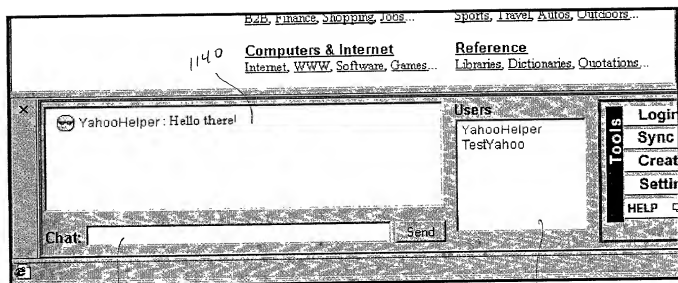 B2B, Finance, Shopping, Jobs... Sports, Travel, Autos, Outdoors...
Computers & Internet Reference
Internet, WWW, Software, Games... Libraries, Dictionaries, Quotations...
1140
× Users Tools Login
YahooHelper: Hello there! YahooHelper Sync
TestYahoo Creat
Settin
HELP
Chat: Send